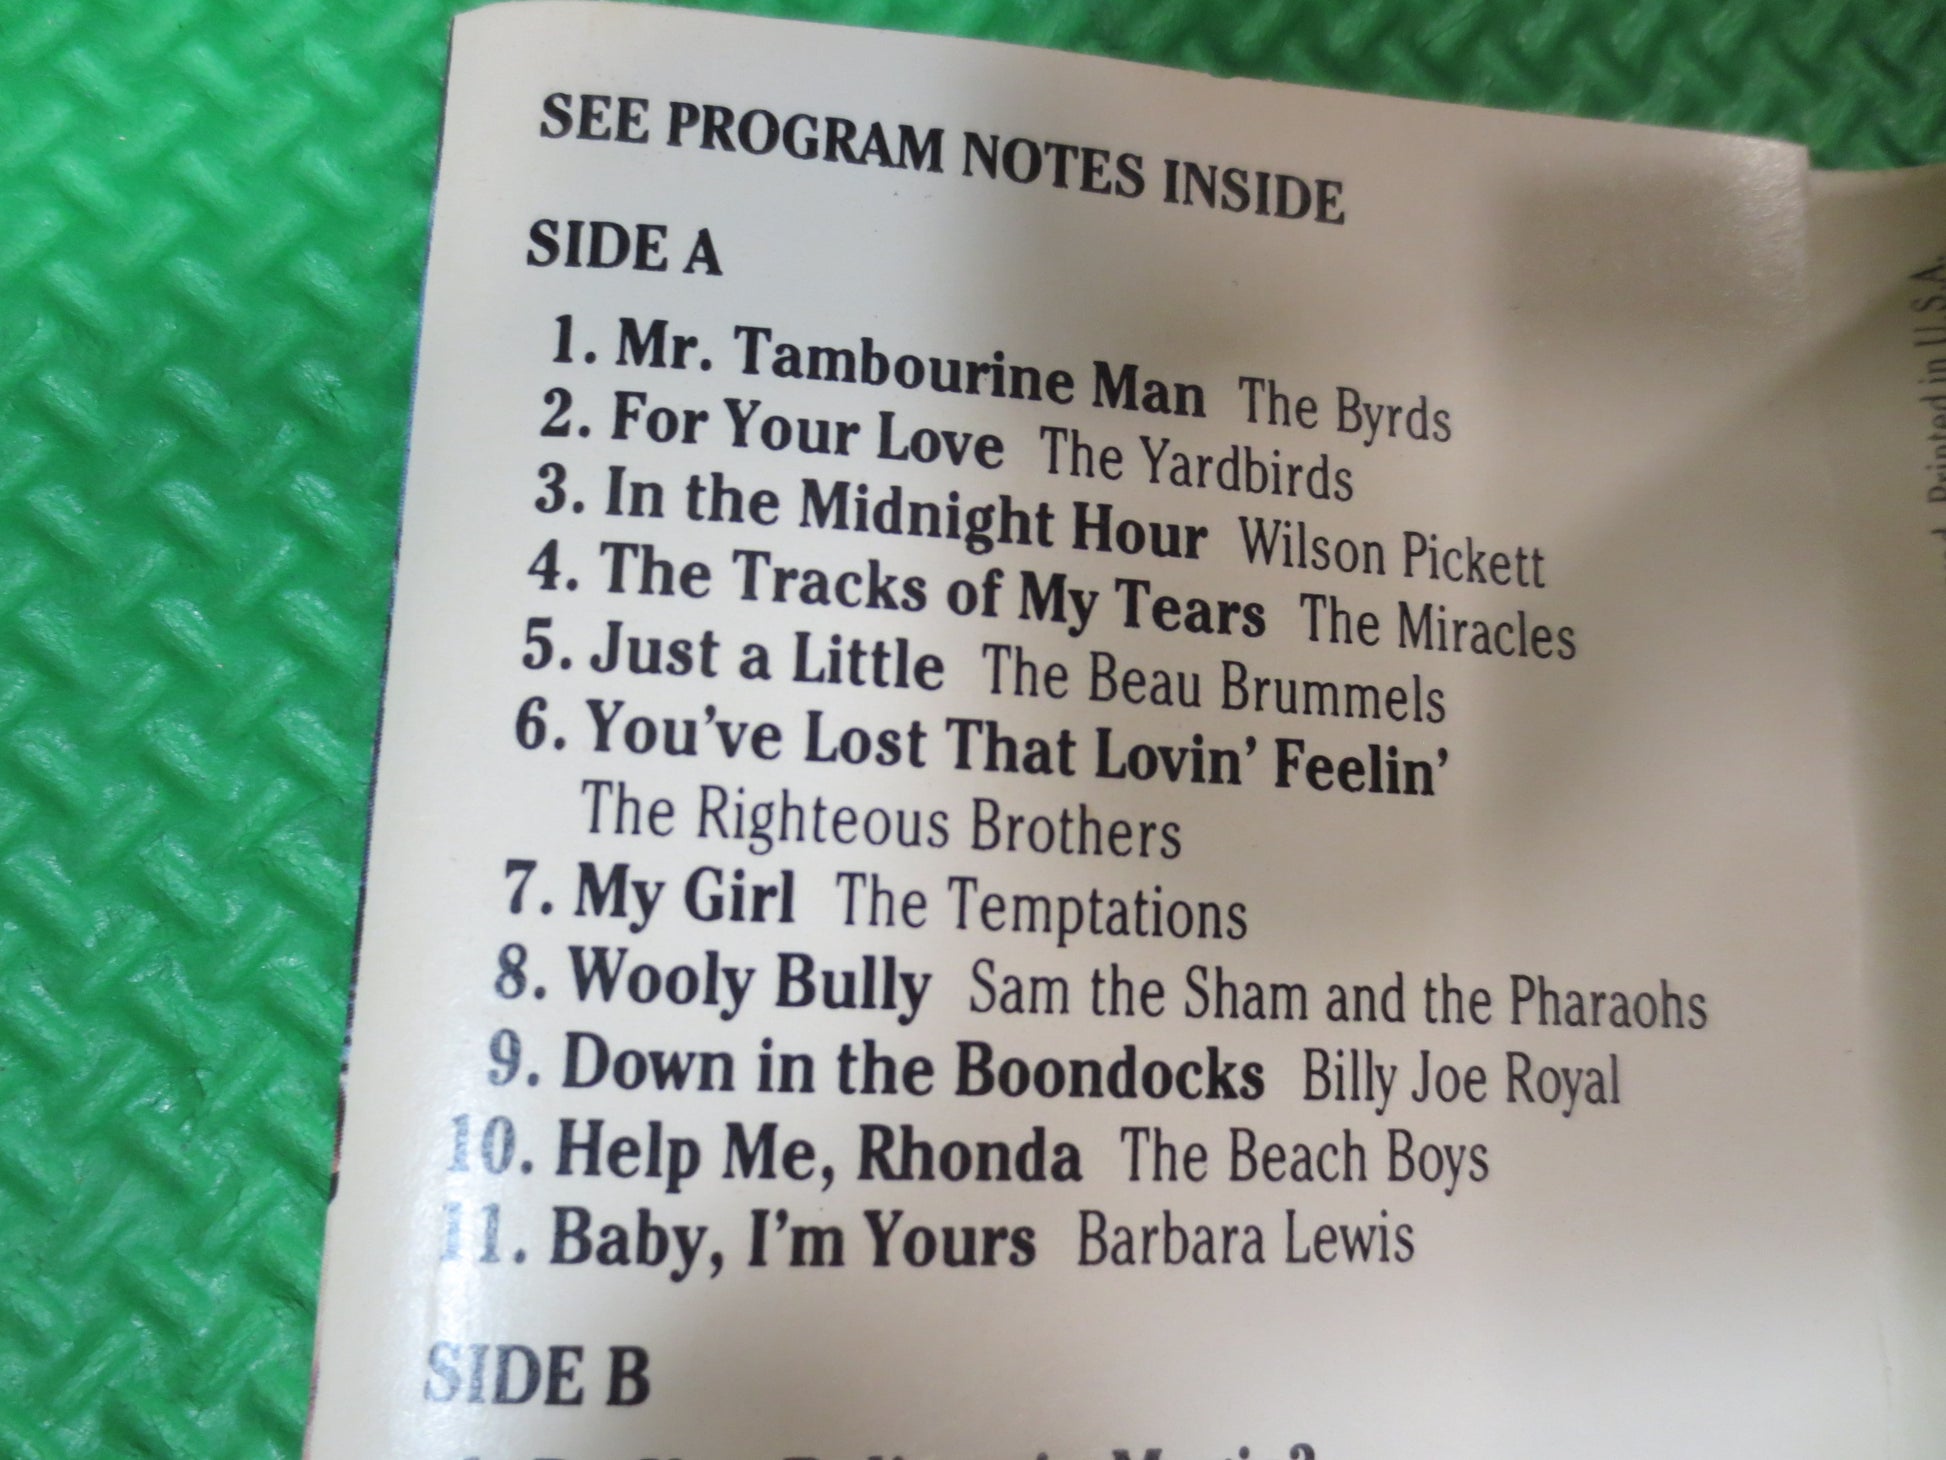 SEE PROGRAM NOTES INSIDE
SIDE A
1. Mr. Tambourine Man The Byrds
2. For Your Love The Yardbirds
3. In the Midnight Hour Wilson Pickett
4. The Tracks of My Tears The Miracles
5. Just a Little The Beau Brummels
6. You've Lost That Lovin' Feelin'
The Righteous Brothers
7. My Girl The Temptations
8. Wooly Bully Sam the Sham and the Pharaohs
9. Down in the Boondocks Billy Joe Royal
10. Help Me, Rhonda The Beach Boys
11. Baby, I'm Yours Barbara Lewis
SIDE B
Printed in U.S.A.